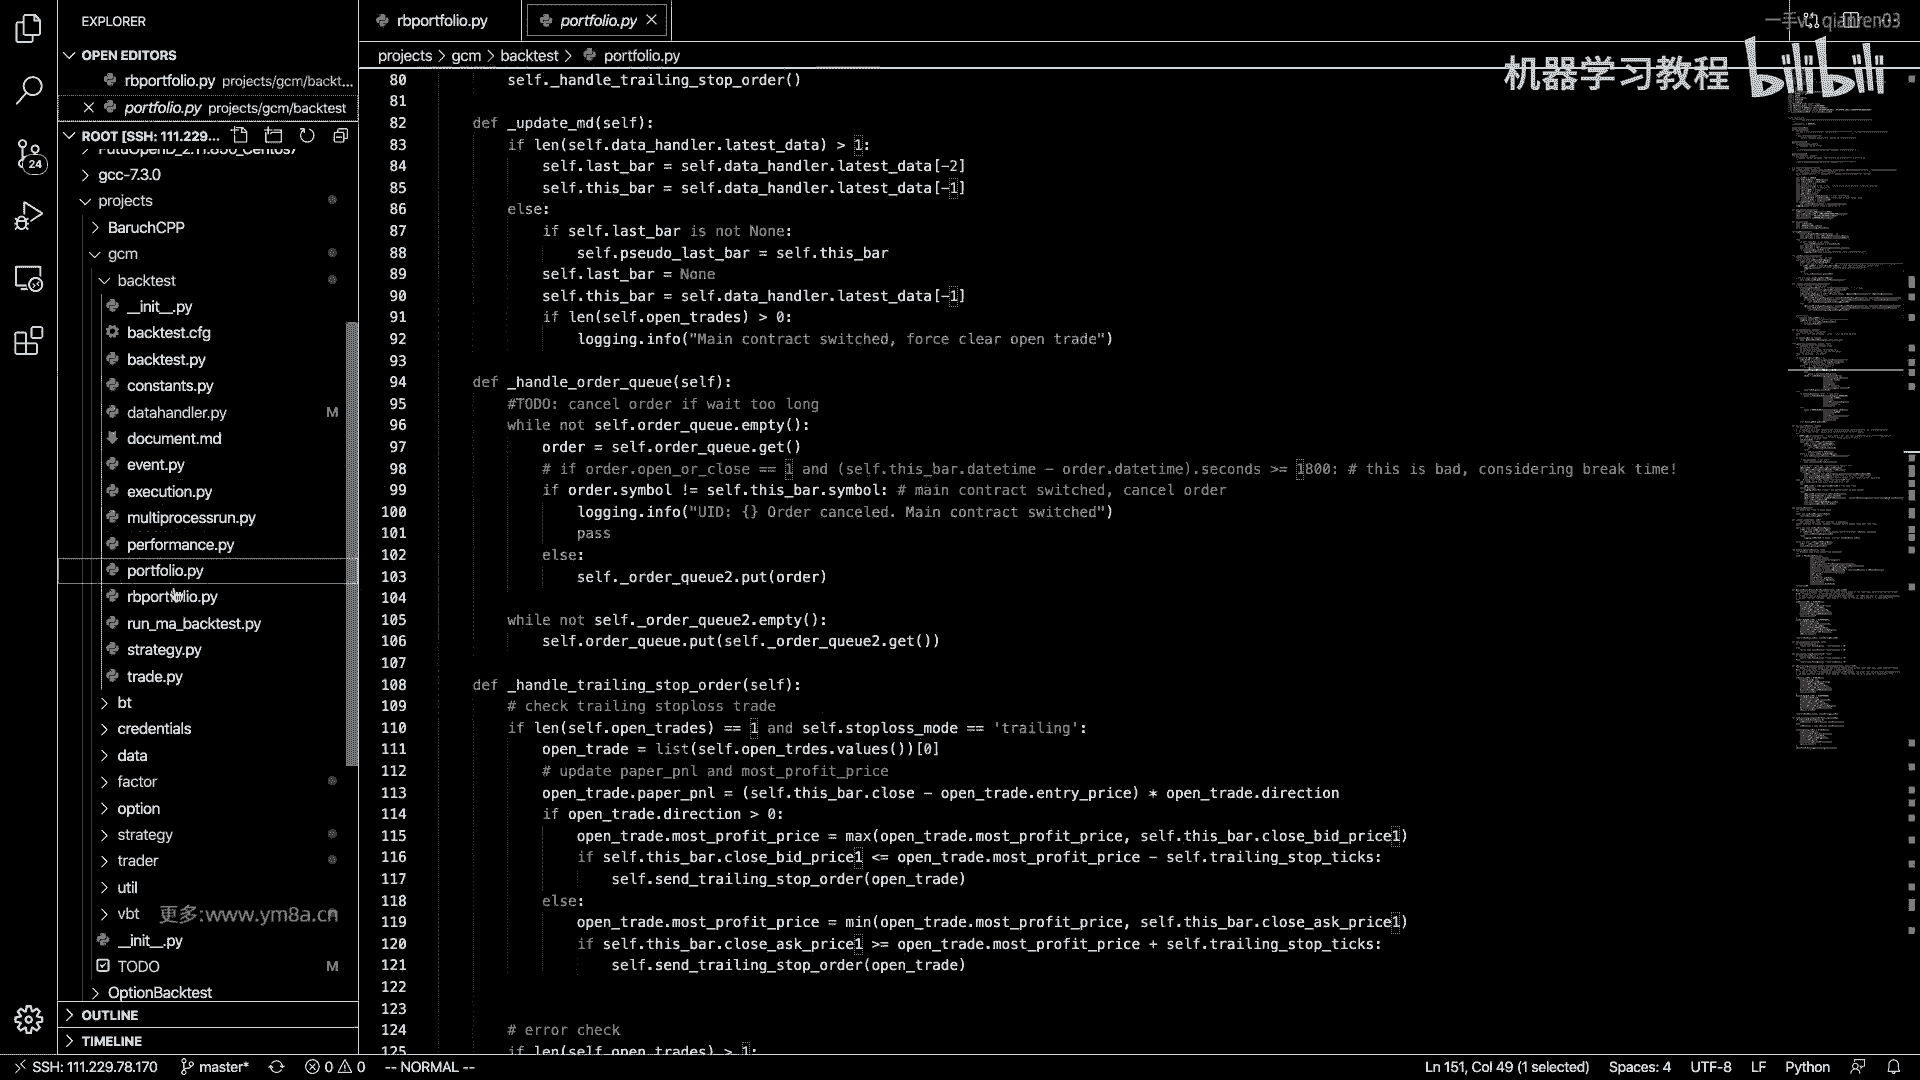 EXPLORER
OPEN EDITORS
rbportfolio.py projects/gcm/backt...
portfolio.py projects/gcm/backtest
ROOT [SSH: 111.229....
FutuOpenD_2.11.850_Centos7
gcc-7.3.0
projects
BaruchCPP
gcm
backtest
__init__.py
backtest.cfg
backtest.py
constants.py
datahandler.py M
document.md
event.py
execution.py
multiprocessrun.py
performance.py
portfolio.py
rbportfolio.py
run_ma_backtest.py
strategy.py
trade.py
bt
credentials
data
factor
option
strategy
trader
util
vbt
更多:www.ym8a.cn
__init__.py
TODO M
OptionBacktest
OUTLINE
TIMELINE
24
rbportfolio.py
portfolio.py
一手v：qianren03
projects > gcm > backtest > portfolio.py
机器学习教程 bilibili
80 self._handle_trailing_stop_order()
81
82 def _update_md(self):
83 if len(self.data_handler.latest_data) > 1:
84 self.last_bar = self.data_handler.latest_data[-2]
85 self.this_bar = self.data_handler.latest_data[-1]
86 else:
87 if self.last_bar is not None:
88 self.pseudo_last_bar = self.this_bar
89 self.last_bar = None
90 self.this_bar = self.data_handler.latest_data[-1]
91 if len(self.open_trades) > 0:
92 logging.info("Main contract switched, force clear open trade")
93
94 def _handle_order_queue(self):
95 #TODO: cancel order if wait too long
96 while not self.order_queue.empty():
97 order = self.order_queue.get()
98 # if order.open_or_close == 1 and (self.this_bar.datetime - order.datetime).seconds >= 1800: # this is bad, considering break time!
99 if order.symbol != self.this_bar.symbol: # main contract switched, cancel order
100 logging.info("UID: {} Order canceled. Main contract switched")
101 pass
102 else:
103 self._order_queue2.put(order)
104
105 while not self._order_queue2.empty():
106 self.order_queue.put(self._order_queue2.get())
107
108 def _handle_trailing_stop_order(self):
109 # check trailing stoploss trade
110 if len(self.open_trades) == 1 and self.stoploss_mode == 'trailing':
111 open_trade = list(self.open_trdes.values())[0]
112 # update paper_pnl and most_profit_price
113 open_trade.paper_pnl = (self.this_bar.close - open_trade.entry_price) * open_trade.direction
114 if open_trade.direction > 0:
115 open_trade.most_profit_price = max(open_trade.most_profit_price, self.this_bar.close_bid_price1)
116 if self.this_bar.close_bid_price1 <= open_trade.most_profit_price - self.trailing_stop_ticks:
117 self.send_trailing_stop_order(open_trade)
118 else:
119 open_trade.most_profit_price = min(open_trade.most_profit_price, self.this_bar.close_ask_price1)
120 if self.this_bar.close_ask_price1 >= open_trade.most_profit_price + self.trailing_stop_ticks:
121 self.send_trailing_stop_order(open_trade)
122
123
124 # error check
125 if len(self.open_trades) > 1:
SSH: 111.229.78.170 master* 0 0 -- NORMAL -- Ln 151, Col 49 (1 selected) Spaces: 4 UTF-8 LF Python